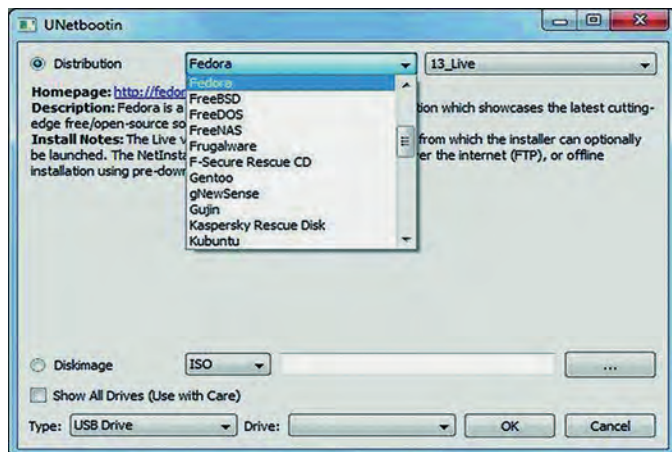 UNetbootin
Distribution Fedora 13_Live
Homepage: http://fedor
Description: Fedora is a tion which showcases the latest cutting-
edge free/open-source so
Install Notes: The Live v from which the installer can optionally
be launched. The NetInsta er the internet (FTP), or offline
installation using pre-down
Fedora
FreeBSD
FreeDOS
FreeNAS
Frugalware
F-Secure Rescue CD
Gentoo
gNewSense
Gujin
Kaspersky Rescue Disk
Kubuntu
Diskimage ISO ...
Show All Drives (Use with Care)
Type: USB Drive Drive: OK Cancel